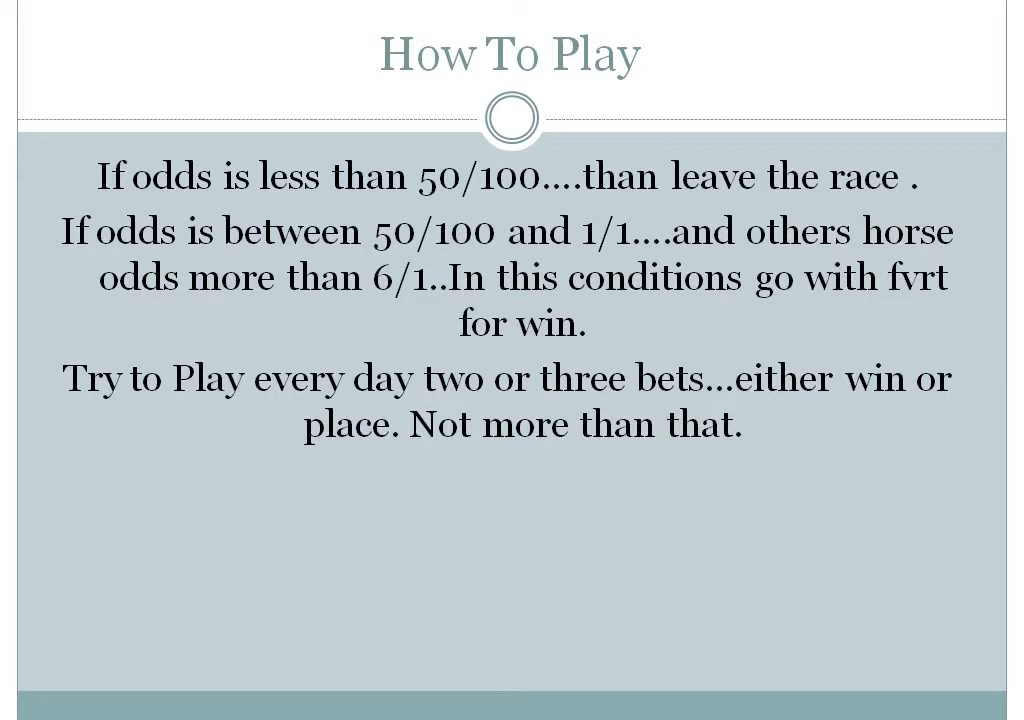 How To Play
If odds is less than 50/100....than leave the race .
If odds is between 50/100 and 1/1....and others horse
odds more than 6/1..In this conditions go with fvrt
for win.
Try to Play every day two or three bets...either win or
place. Not more than that.